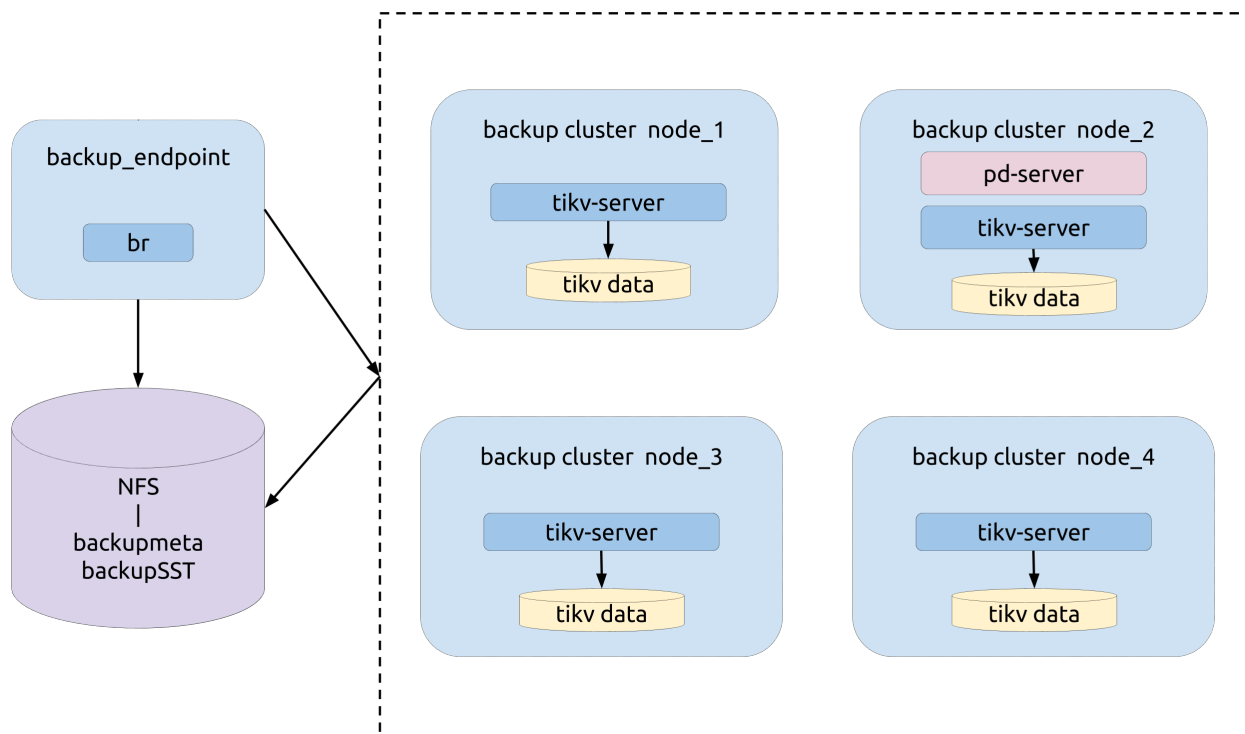 backup_endpoint
br
NFS
|
backupmeta
backupSST
backup cluster node_1
tikv-server
tikv data
backup cluster node_2
pd-server
tikv-server
tikv data
backup cluster node_3
tikv-server
tikv data
backup cluster node_4
tikv-server
tikv data